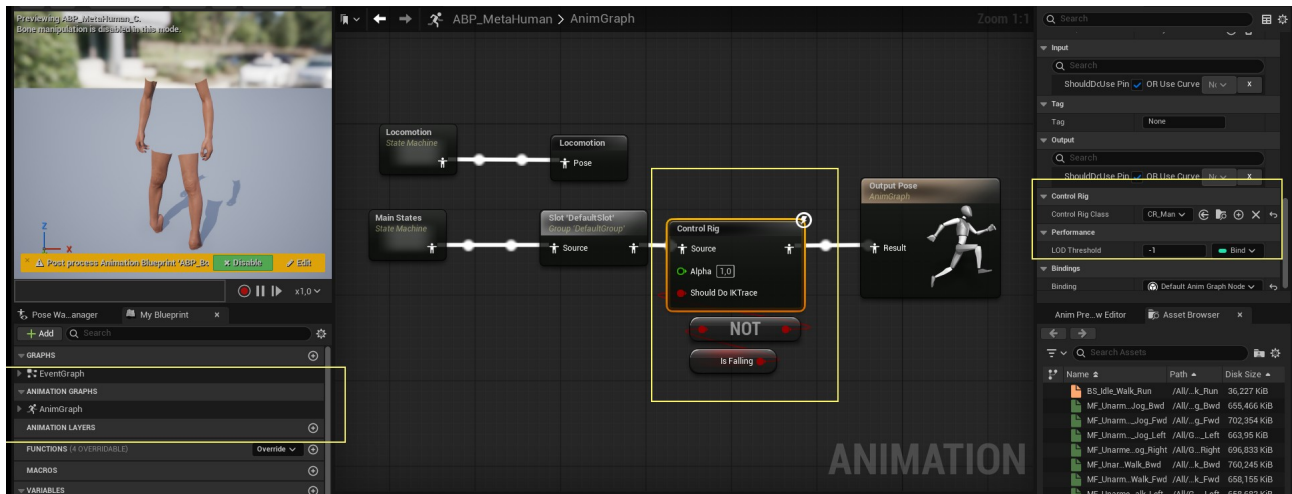 Previewing ABP_MetaHuman_C.
Bone manipulation is disabled in this mode.
ABP_MetaHuman > AnimGraph
Zoom 1:1
Search
Locomotion
State Machine
Locomotion
Pose
Main States
State Machine
Slot 'DefaultSlot'
Group 'DefaultGroup'
Source
Control Rig
Source
Alpha 1,0
Should Do IKTrace
NOT
Is Falling
Output Pose
AnimGraph
Result
ANIMATION
Z
X
Post process Animation Blueprint 'ABP_Bc
Disable
Edit
x1,0
Pose Wa...anager
My Blueprint
Add
Search
GRAPHS
EventGraph
ANIMATION GRAPHS
AnimGraph
ANIMATION LAYERS
FUNCTIONS (4 OVERRIDABLE)
Override
MACROS
VARIABLES
Input
Search
ShouldDoUse Pin OR Use Curve
X
Tag
Tag None
Output
Search
ShouldDoUse Pin OR Use Curve
X
Control Rig
Control Rig Class CR_Man
Performance
LOD Threshold -1 Bind
Bindings
Binding Default Anim Graph Node
Anim Pre...w Editor
Asset Browser
Search Assets
Name Path Disk Size
BS_Idle_Walk_Run /All/...k_Run 36,227 KiB
MF_Unarm..._Jog_Bwd /All/...g_Bwd 655,466 KiB
MF_Unarm..._Jog_Fwd /All/...g_Fwd 702,354 KiB
MF_Unarm..._Jog_Left /All/G..._Left 663,95 KiB
MF_Unarme...og_Right /All/G...Right 696,833 KiB
MF_Unar...Walk_Bwd /All/...k_Bwd 760,245 KiB
MF_Unarm...Walk_Fwd /All/...k_Fwd 658,155 KiB